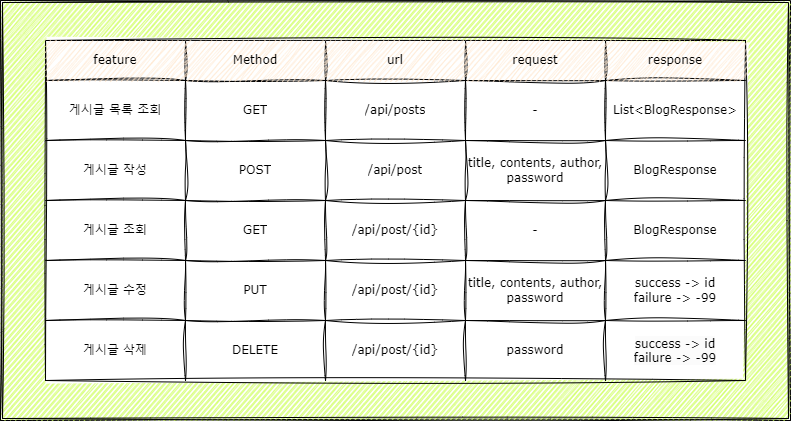 feature Method url request response
게시글 목록 조회 GET /api/posts - List<BlogResponse>
게시글 작성 POST /api/post title, contents, author, password BlogResponse
게시글 조회 GET /api/post/{id} - BlogResponse
게시글 수정 PUT /api/post/{id} title, contents, author, password success -> id failure -> -99
게시글 삭제 DELETE /api/post/{id} password success -> id failure -> -99